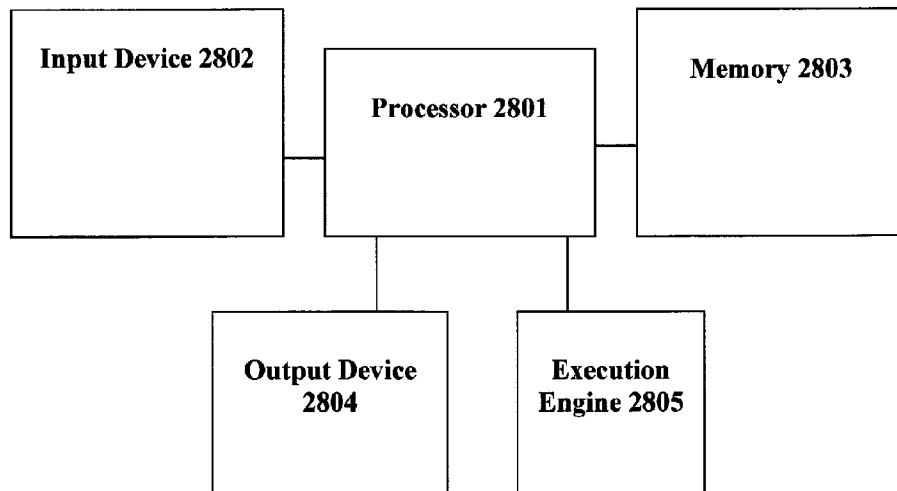 Input Device 2802
Processor 2801
Memory 2803
Output Device
2804
Execution
Engine 2805